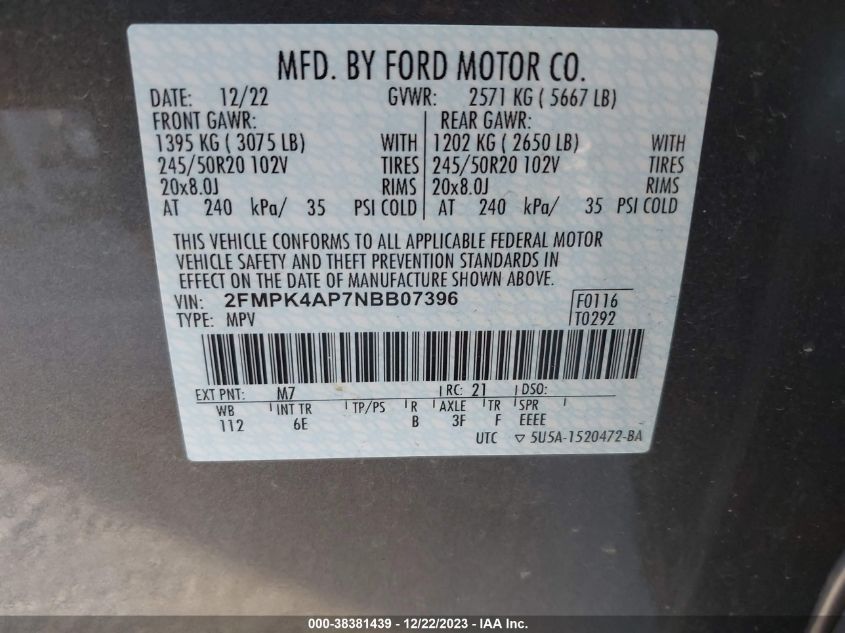 MFD. BY FORD MOTOR CO.
DATE: 12/22 GVWR: 2571 KG ( 5667 LB)
FRONT GAWR: REAR GAWR:
1395 KG ( 3075 LB) WITH 1202 KG ( 2650 LB) WITH
245/50R20 102V TIRES 245/50R20 102V TIRES
20x8.0J RIMS 20x8.0J RIMS
AT 240 kPa/ 35 PSI COLD AT 240 kPa/ 35 PSI COLD
THIS VEHICLE CONFORMS TO ALL APPLICABLE FEDERAL MOTOR
VEHICLE SAFETY AND THEFT PREVENTION STANDARDS IN
EFFECT ON THE DATE OF MANUFACTURE SHOWN ABOVE.
VIN: 2FMPK4AP7NBB07396 F0116
TYPE: MPV T0292
EXT PNT: M7 RC: 21 DSO:
WB INT TR TP/PS R AXLE TR SPR
112 6E B 3F F EEEE
UTC ▽ 5U5A-1520472-BA
000-38381439 - 12/22/2023 - IAA Inc.